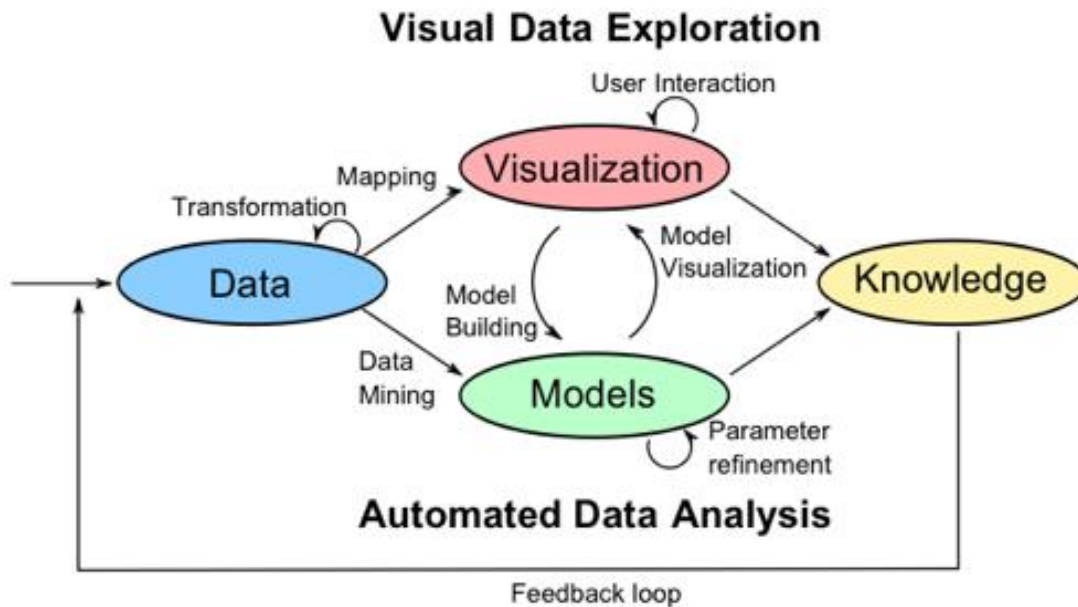 Visual Data Exploration
User Interaction
Visualization
Mapping
Transformation
Data
Model
Visualization
Knowledge
Model
Building
Data
Mining
Models
Parameter
refinement
Automated Data Analysis
Feedback loop